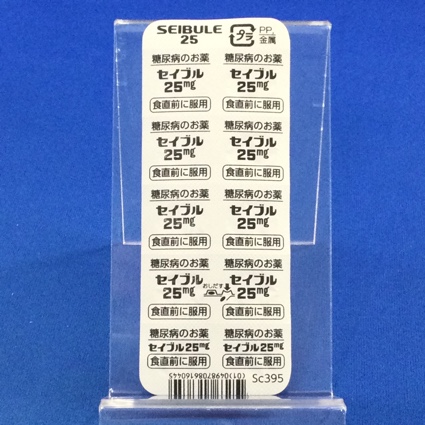 SEIBULE
25
プラ
PP
金属
糖尿病のお薬 糖尿病のお薬
セイブル セイブル
25mg 25mg
食直前に服用 食直前に服用
糖尿病のお薬 糖尿病のお薬
セイブル セイブル
25mg 25mg
食直前に服用 食直前に服用
糖尿病のお薬 糖尿病のお薬
セイブル セイブル
25mg 25mg
食直前に服用 食直前に服用
糖尿病のお薬 糖尿病のお薬
セイブル セイブル
おしだす
25mg 25mg
食直前に服用 食直前に服用
糖尿病のお薬 糖尿病のお薬
セイブル25mg セイブル25mg
食直前に服用 食直前に服用
(01)04987086160445
Sc395